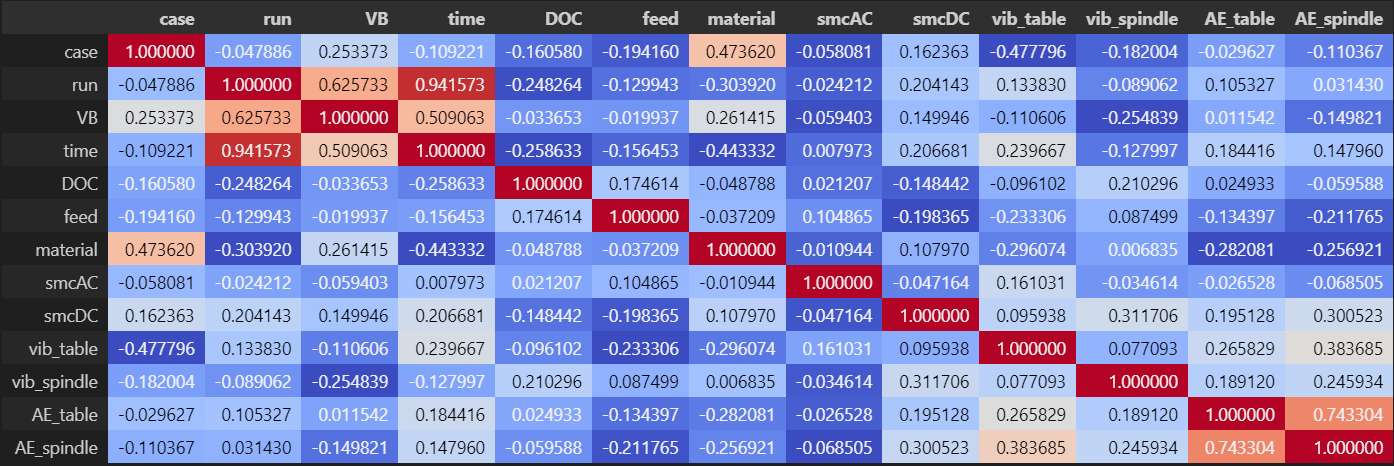 case run VB time DOC feed material smcAC smcDC vib_table vib_spindle AE_table AE_spindle
case 1.000000 -0.047886 0.253373 -0.109221 -0.160580 -0.194160 0.473620 -0.058081 0.162363 -0.477796 -0.182004 -0.029627 -0.110367
run -0.047886 1.000000 0.625733 0.941573 -0.248264 -0.129943 -0.303920 -0.024212 0.204143 0.133830 -0.089062 0.105327 0.031430
VB 0.253373 0.625733 1.000000 0.509063 -0.033653 -0.019937 0.261415 -0.059403 0.149946 -0.110606 -0.254839 0.011542 -0.149821
time -0.109221 0.941573 0.509063 1.000000 -0.258633 -0.156453 -0.443332 0.007973 0.206681 0.239667 -0.127997 0.184416 0.147960
DOC -0.160580 -0.248264 -0.033653 -0.258633 1.000000 0.174614 -0.048788 0.021207 -0.148442 -0.096102 0.210296 0.024933 -0.059588
feed -0.194160 -0.129943 -0.019937 -0.156453 0.174614 1.000000 -0.037209 0.104865 -0.198365 -0.233306 0.087499 -0.134397 -0.211765
material 0.473620 -0.303920 0.261415 -0.443332 -0.048788 -0.037209 1.000000 -0.010944 0.107970 -0.296074 0.006835 -0.282081 -0.256921
smcAC -0.058081 -0.024212 -0.059403 0.007973 0.021207 0.104865 -0.010944 1.000000 -0.047164 0.161031 -0.034614 -0.026528 -0.068505
smcDC 0.162363 0.204143 0.149946 0.206681 -0.148442 -0.198365 0.107970 -0.047164 1.000000 0.095938 0.311706 0.195128 0.300523
vib_table -0.477796 0.133830 -0.110606 0.239667 -0.096102 -0.233306 -0.296074 0.161031 0.095938 1.000000 0.077093 0.265829 0.383685
vib_spindle -0.182004 -0.089062 -0.254839 -0.127997 0.210296 0.087499 0.006835 -0.034614 0.311706 0.077093 1.000000 0.189120 0.245934
AE_table -0.029627 0.105327 0.011542 0.184416 0.024933 -0.134397 -0.282081 -0.026528 0.195128 0.265829 0.189120 1.000000 0.743304
AE_spindle -0.110367 0.031430 -0.149821 0.147960 -0.059588 -0.211765 -0.256921 -0.068505 0.300523 0.383685 0.245934 0.743304 1.000000